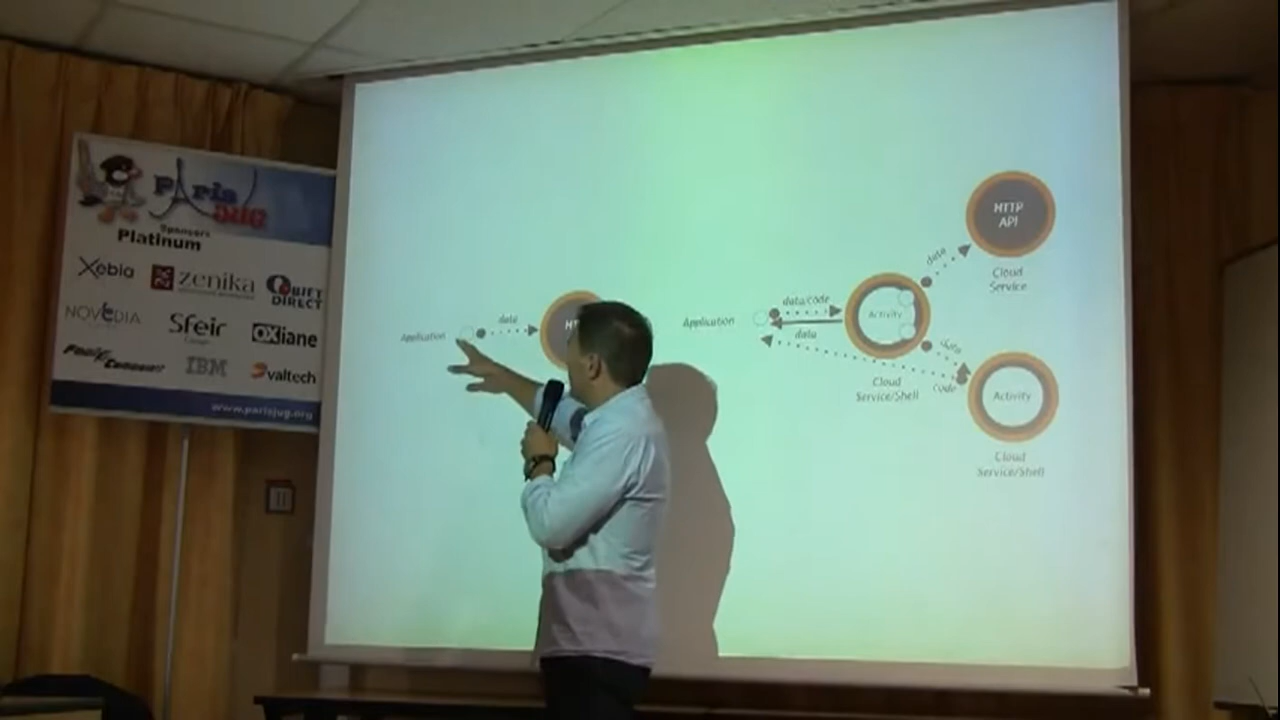 Paris
JUG
Sponsors
Platinum
Xebia
zenika
OBJET
DIRECT
NOVEDIA
Sfeir
OXiane
IBM
valtech
www.parisjug.org
Application
data
Application
data/code
data
Activity
Cloud
Service/Shell
data
HTTP
API
Cloud
Service
data
code
Activity
Cloud
Service/Shell